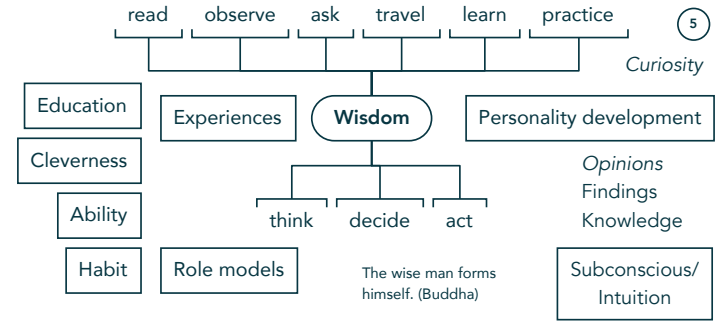 read observe ask travel learn practice
5
Curiosity
Education
Experiences
Wisdom
Personality development
Cleverness
Opinions
Findings
Ability
Knowledge
think decide act
Habit
Role models
The wise man forms
himself. (Buddha)
Subconscious/
Intuition